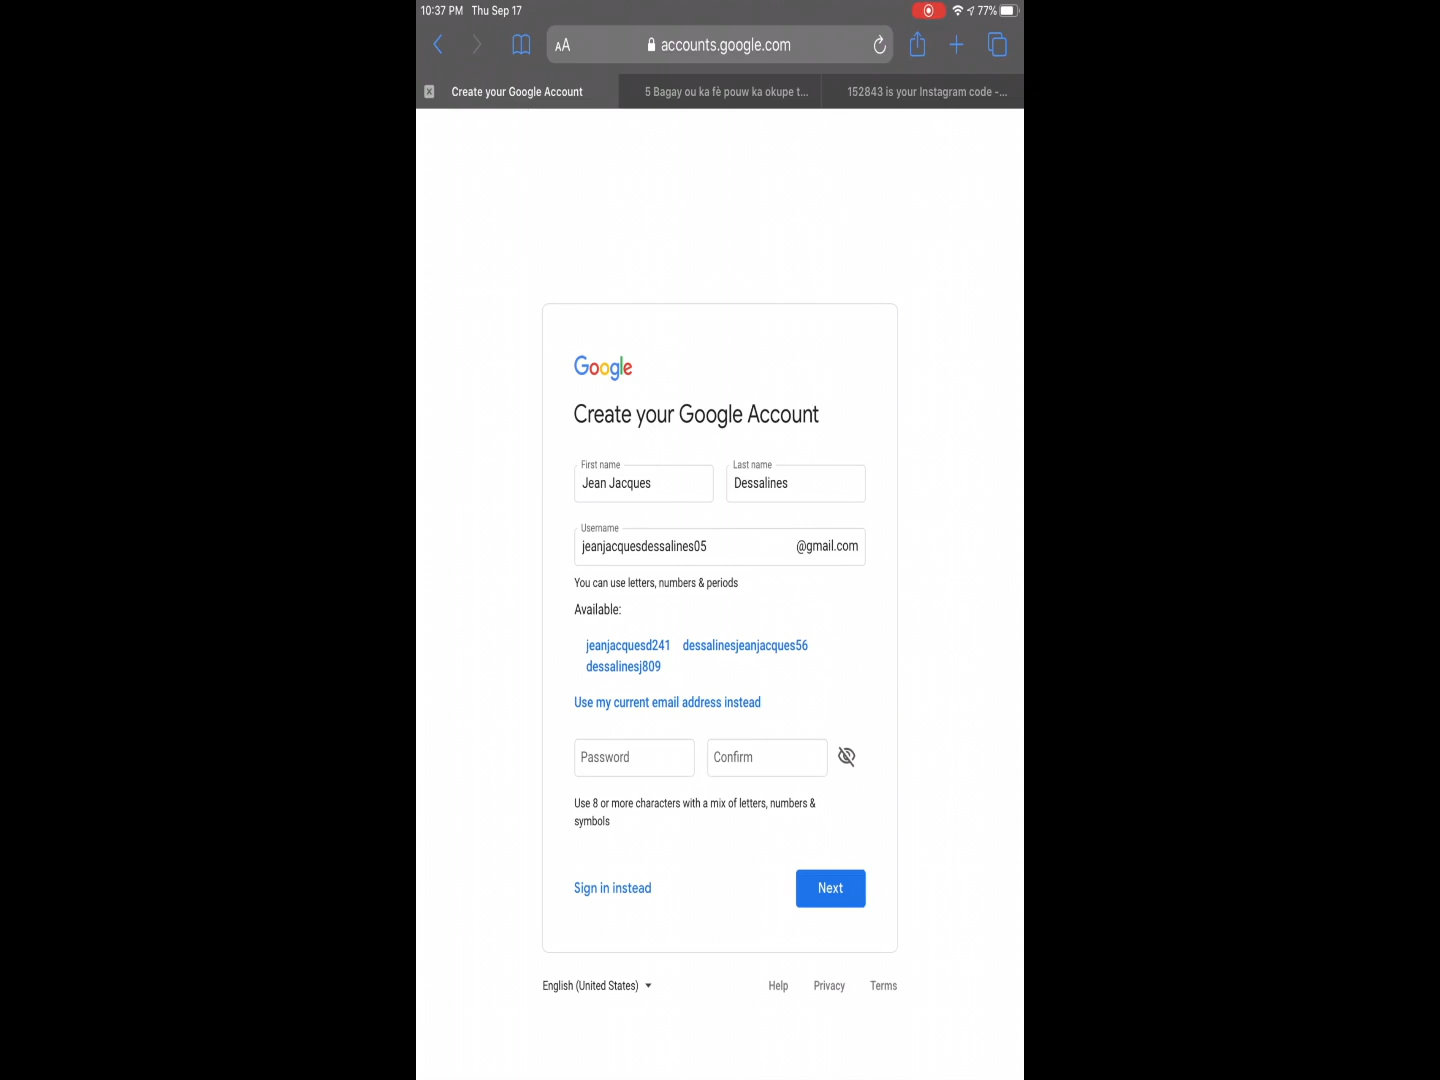 10:37 PM Thu Sep 17 77%
AA accounts.google.com
Create your Google Account 5 Bagay ou ka fè pouw ka okupe t... 152843 is your Instagram code -...
Google
Create your Google Account
First name Last name
Jean Jacques Dessalines
Username
jeanjacquesdessalines05 @gmail.com
You can use letters, numbers & periods
Available:
jeanjacquesd241 dessalinesjeanjacques56
dessalinesj809
Use my current email address instead
Password Confirm
Use 8 or more characters with a mix of letters, numbers &
symbols
Sign in instead Next
English (United States) Help Privacy Terms